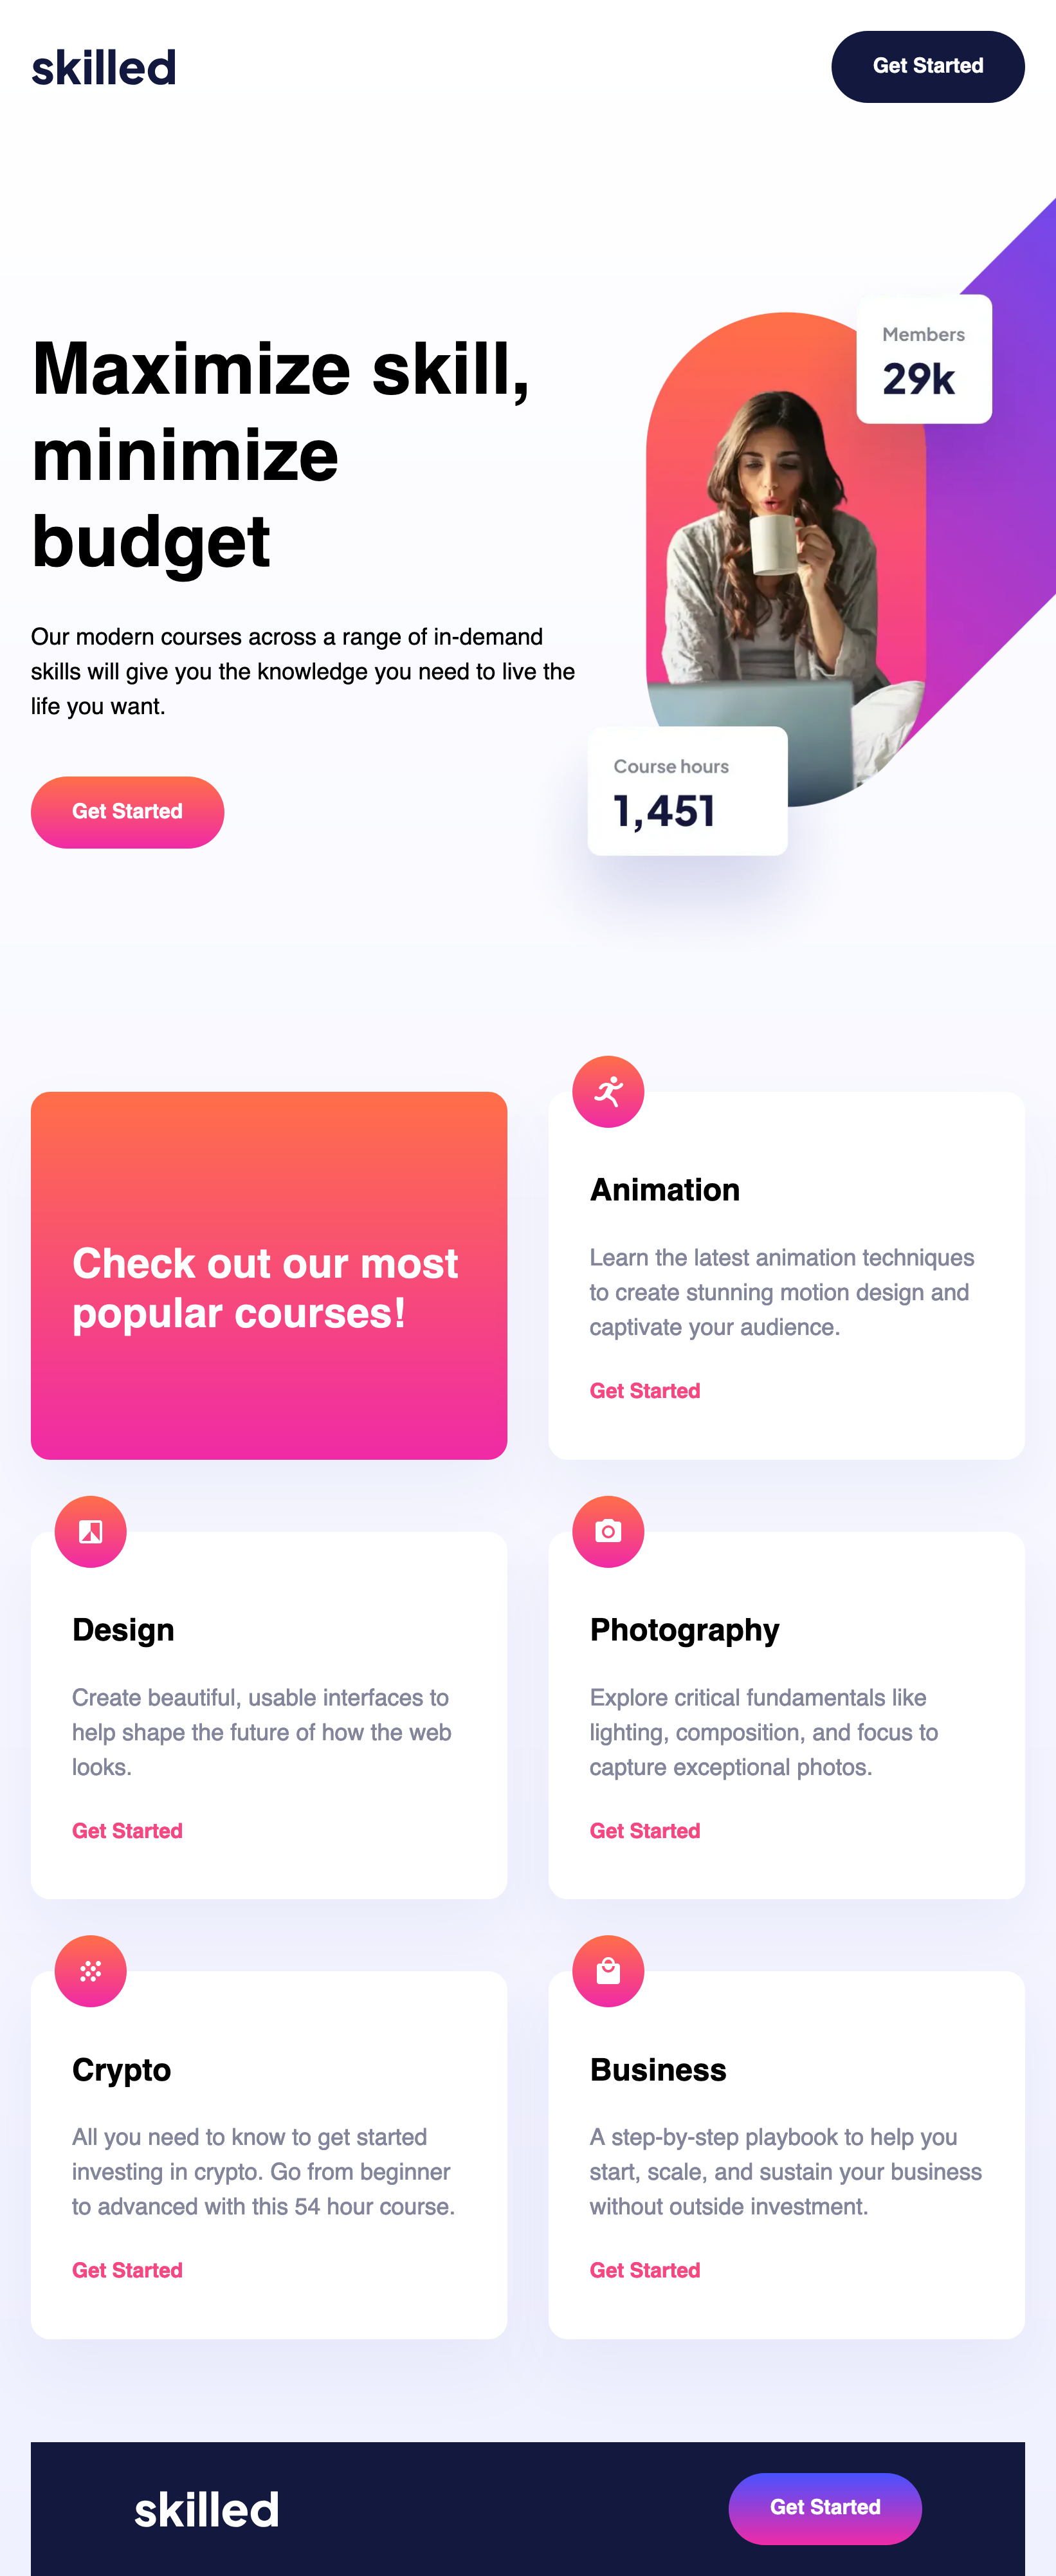 skilled
Get Started
Maximize skill,
minimize
budget
Our modern courses across a range of in-demand
skills will give you the knowledge you need to live the
life you want.
Get Started
Members
29k
Course hours
1,451
Check out our most
popular courses!
Animation
Learn the latest animation techniques
to create stunning motion design and
captivate your audience.
Get Started
Design
Create beautiful, usable interfaces to
help shape the future of how the web
looks.
Get Started
Photography
Explore critical fundamentals like
lighting, composition, and focus to
capture exceptional photos.
Get Started
Crypto
All you need to know to get started
investing in crypto. Go from beginner
to advanced with this 54 hour course.
Get Started
Business
A step-by-step playbook to help you
start, scale, and sustain your business
without outside investment.
Get Started
skilled
Get Started